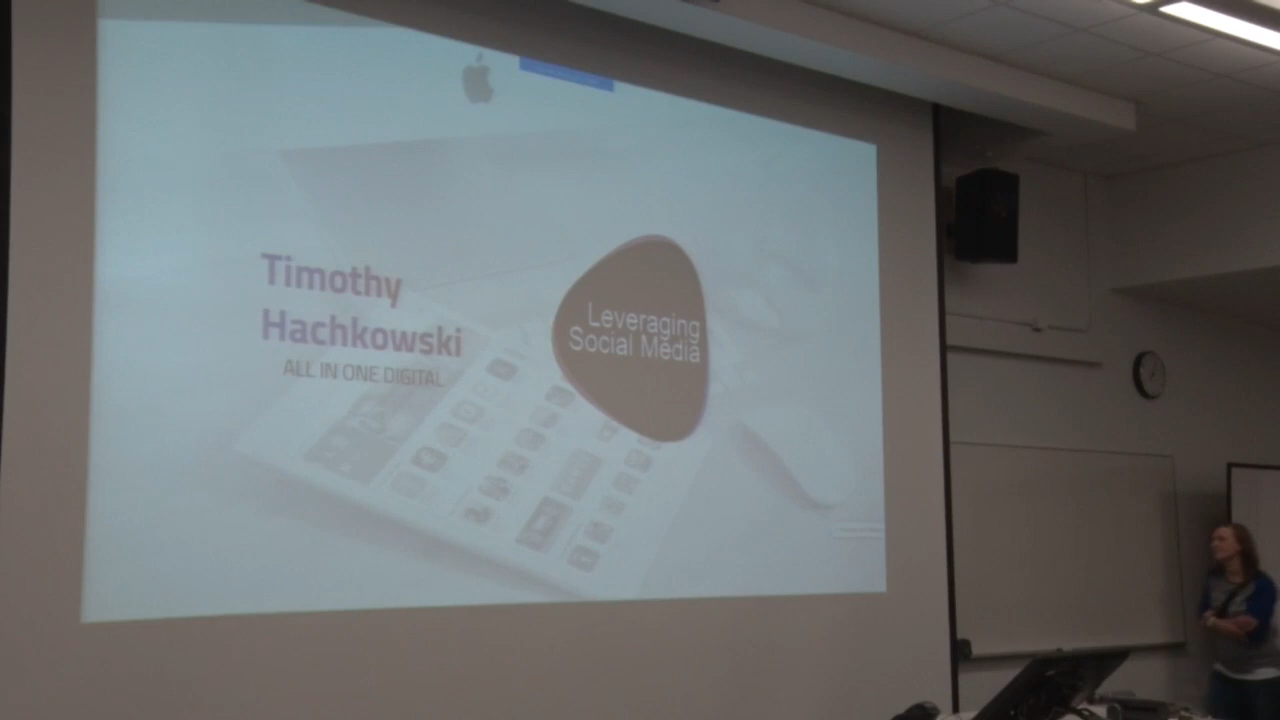 Timothy
Hachkowski
ALL IN ONE DIGITAL
Leveraging
Social Media